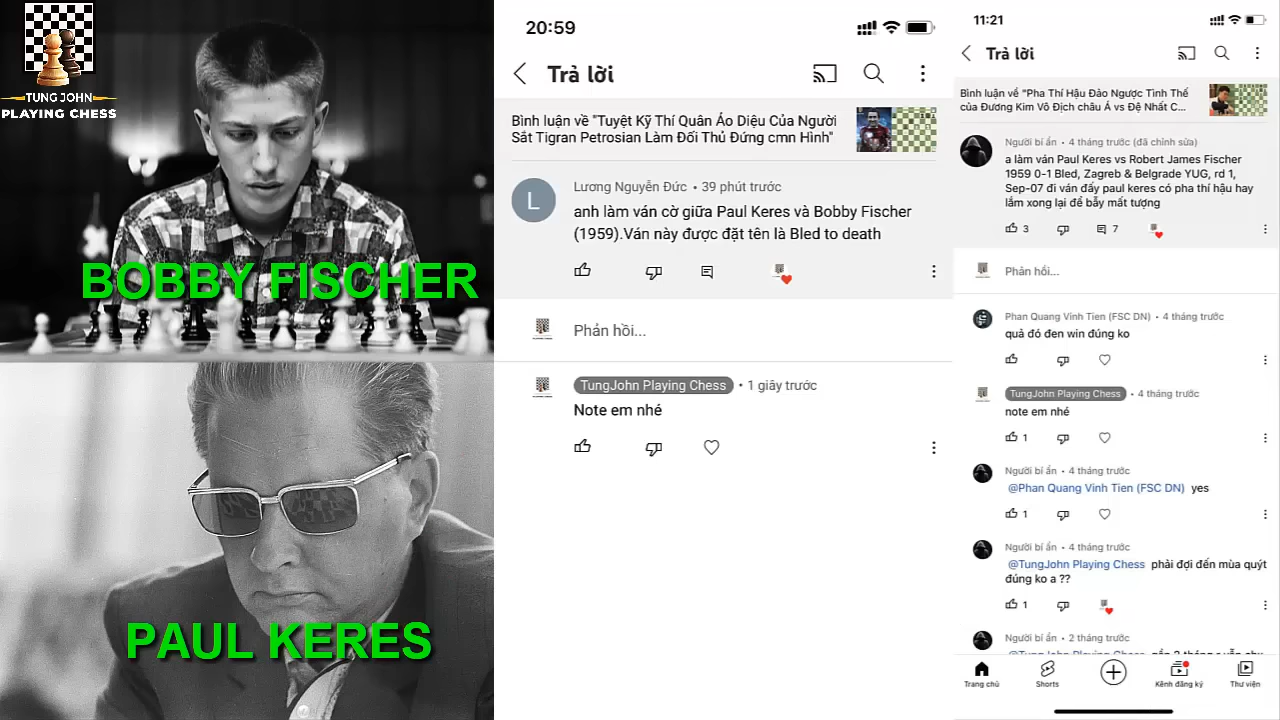 TUNG JOHN
PLAYING CHESS
BOBBY FISCHER
PAUL KERES
20:59
Trả lời
Bình luận về "Tuyệt Kỹ Thí Quân Ảo Diệu Của Người
Sắt Tigran Petrosian Làm Đối Thủ Đứng cmn Hình"
L
Lương Nguyễn Đức • 39 phút trước
anh làm ván cờ giữa Paul Keres và Bobby Fischer
(1959).Ván này được đặt tên là Bled to death
Phản hồi...
TungJohn Playing Chess • 1 giây trước
Note em nhé
11:21
Trả lời
Bình luận về "Pha Thí Hậu Đảo Ngược Tình Thế
của Đương Kim Vô Địch châu Á vs Đệ Nhất C...
Người bí ẩn • 4 tháng trước (đã chỉnh sửa)
a làm ván Paul Keres vs Robert James Fischer
1959 0-1 Bled, Zagreb & Belgrade YUG, rd 1,
Sep-07 đi ván đấy paul keres có pha thí hậu hay
lắm xong lại để bẫy mất tượng
3 7
Phản hồi...
Phan Quang Vinh Tien (FSC DN) • 4 tháng trước
quả đó đen win đúng ko
TungJohn Playing Chess • 4 tháng trước
note em nhé
1
Người bí ẩn • 4 tháng trước
@Phan Quang Vinh Tien (FSC DN) yes
1
Người bí ẩn • 4 tháng trước
@TungJohn Playing Chess phải đợi đến mùa quýt
đúng ko a ??
1
Người bí ẩn • 2 tháng trước
@TungJohn Playing Chess
Trang chủ Shorts Kênh đăng ký Thư viện